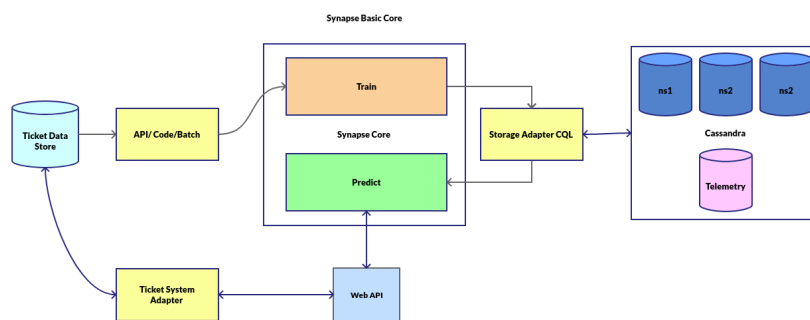 Synapse Basic Core
Train
ns1
ns2
ns2
Ticket Data
Store
API/ Code/Batch
Synapse Core
Storage Adapter CQL
Cassandra
Predict
Telemetry
Ticket System
Adapter
Web API